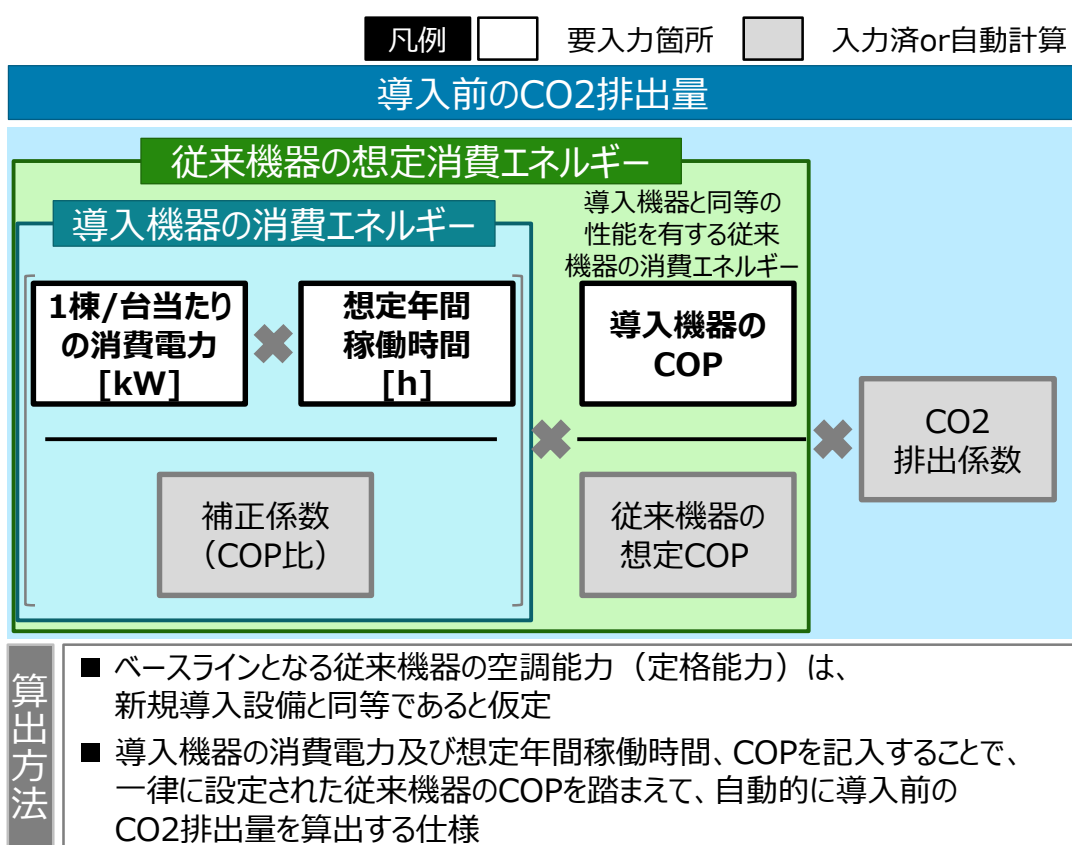 凡例 要入力箇所 入力済or自動計算
導入前のCO2排出量
従来機器の想定消費エネルギー
導入機器の消費エネルギー
導入機器と同等の
性能を有する従来
機器の消費エネルギー
1棟/台当たり
の消費電力
[kW]
想定年間
稼働時間
[h]
導入機器の
COP
CO2
排出係数
補正係数
（COP比）
従来機器の
想定COP
算出方法
■ ベースラインとなる従来機器の空調能力（定格能力）は、
新規導入設備と同等であると仮定
■ 導入機器の消費電力及び想定年間稼働時間、COPを記入することで、
一律に設定された従来機器のCOPを踏まえて、自動的に導入前の
CO2排出量を算出する仕様